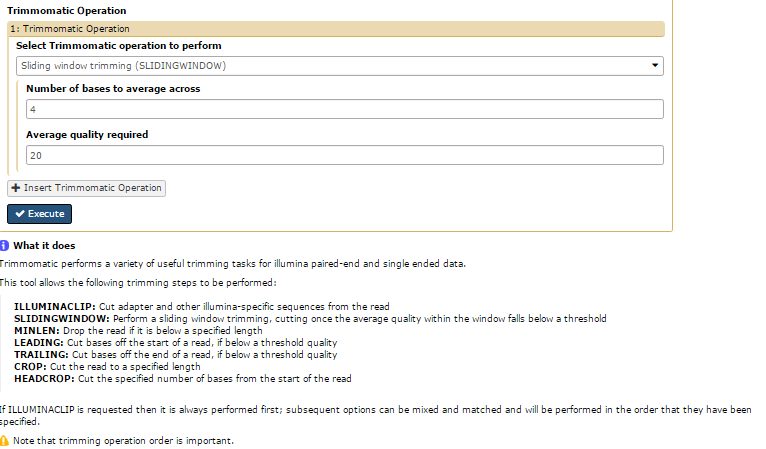 Trimmomatic Operation
1: Trimmomatic Operation
Select Trimmomatic operation to perform
Sliding window trimming (SLIDINGWINDOW)
Number of bases to average across
4
Average quality required
20
Insert Trimmomatic Operation
Execute
What it does
Trimmomatic performs a variety of useful trimming tasks for illumina paired-end and single ended data.
This tool allows the following trimming steps to be performed:
ILLUMINACLIP: Cut adapter and other illumina-specific sequences from the read
SLIDINGWINDOW: Perform a sliding window trimming, cutting once the average quality within the window falls below a threshold
MINLEN: Drop the read if it is below a specified length
LEADING: Cut bases off the start of a read, if below a threshold quality
TRAILING: Cut bases off the end of a read, if below a threshold quality
CROP: Cut the read to a specified length
HEADCROP: Cut the specified number of bases from the start of the read
If ILLUMINACLIP is requested then it is always performed first; subsequent options can be mixed and matched and will be performed in the order that they have been
specified.
Note that trimming operation order is important.